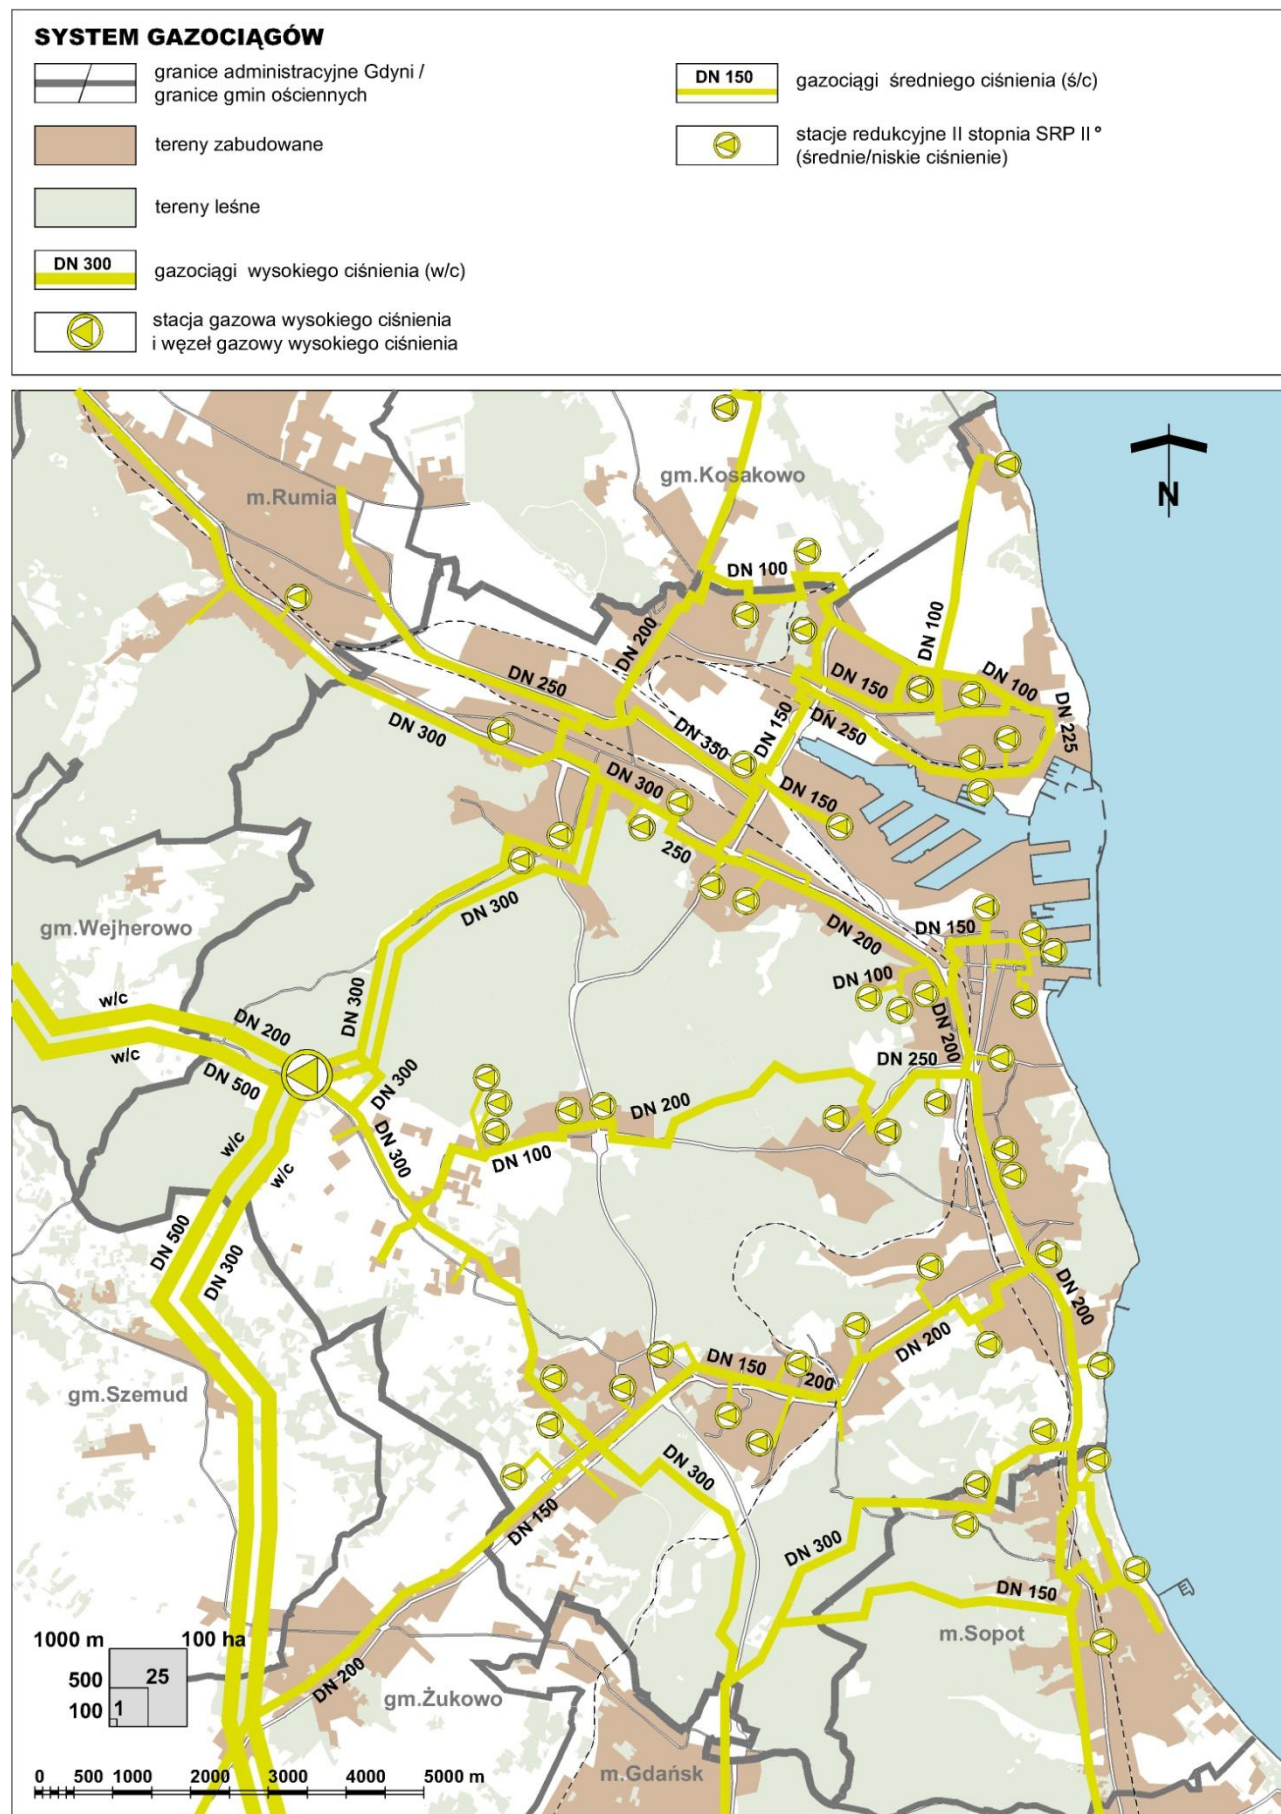 SYSTEM GAZOCIĄGÓW
granice administracyjne Gdyni /
granice gmin ościennych
tereny zabudowane
tereny leśne
DN 300
gazociągi wysokiego ciśnienia (w/c)
stacja gazowa wysokiego ciśnienia
i węzeł gazowy wysokiego ciśnienia
DN 150
gazociągi średniego ciśnienia (ś/c)
stacje redukcyjne II stopnia SRP II°
(średnie/niskie ciśnienie)
N
gm.Kosakowo
m.Rumia
DN 100
DN 200
DN 100
DN 250
DN 150
DN 100
DN 225
DN 300
DN 350
DN 150
DN 250
DN 300
DN 150
250
DN 300
gm.Wejherowo
DN 200
DN 150
DN 100
w/c
DN 200
DN 300
DN 200
w/c
DN 500
DN 300
DN 250
DN 200
w/c
w/c
DN 300
DN 100
DN 500
DN 300
DN 200
gm.Szemud
DN 150
200
DN 200
DN 300
DN 150
DN 300
DN 150
m.Sopot
1000 m
100 ha
500
25
100
1
DN 200
gm.Żukowo
m.Gdańsk
0 500 1000 2000 3000 4000 5000 m